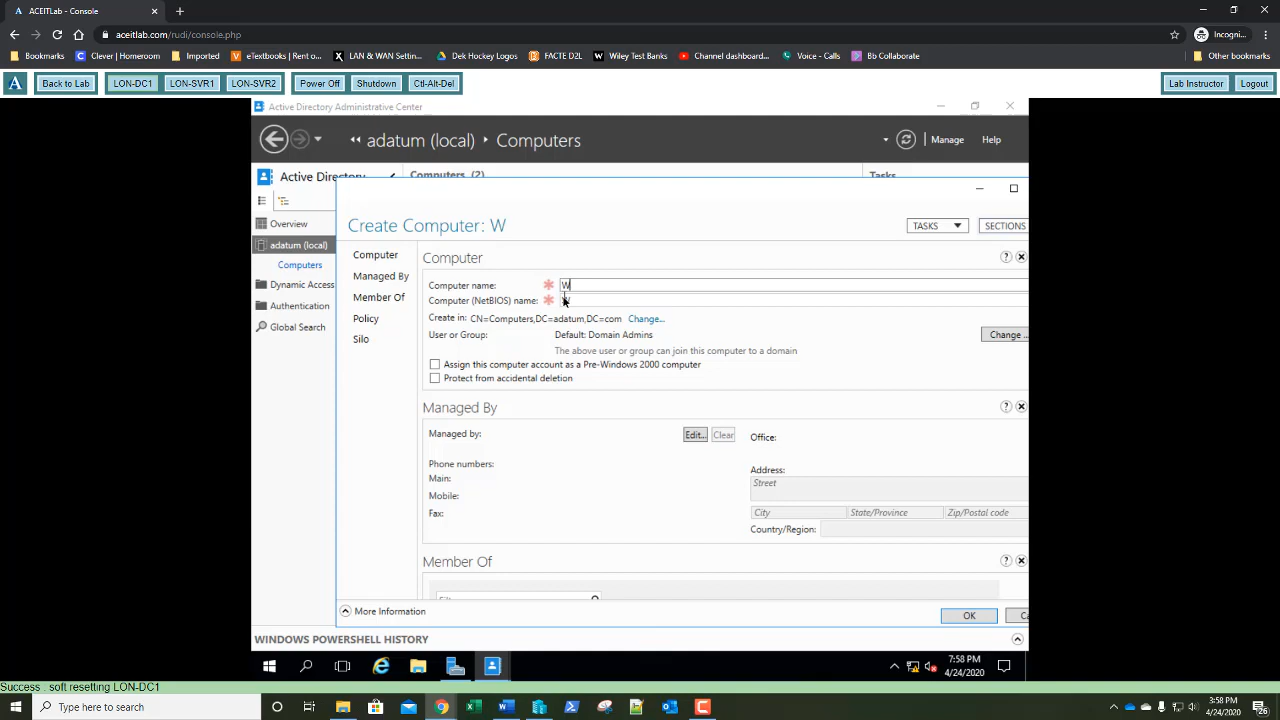 ACEITLab
aceitlab.com/rudi/console.php
Incogni...
Bookmarks
Clever | Homeroom
Imported
eTextbooks | Rent o...
LAN & WAN Settin...
Dek Hockey Logos
FACTE D2L
Wiley Test Banks
Channel dashboard...
Voice - Calls
Bb Collaborate
Other bookmarks
Back to Lab
LON-DC1
LON-SVR1
LON-SVR2
Power Off
Shutdown
Ctl-Alt-Del
Lab Instructor
Logout
Active Directory Administrative Center
adatum (local) • Computers
Manage
Help
Active Directory
Computers (2)
Tasks
Overview
adatum (local)
Computers
Dynamic Access
Authentication
Global Search
Create Computer: W
TASKS
SECTIONS
Computer
Managed By
Member Of
Policy
Silo
Computer
Computer name: * W
Computer (NetBIOS) name: *
Create in: CN=Computers,DC=adatum,DC=com Change...
User or Group: Default: Domain Admins
Change ...
The above user or group can join this computer to a domain
Assign this computer account as a Pre-Windows 2000 computer
Protect from accidental deletion
Managed By
Managed by:
Edit...
Clear
Office:
Phone numbers:
Main:
Mobile:
Fax:
Address:
Street
City
State/Province
Zip/Postal code
Country/Region:
Member Of
More Information
OK
WINDOWS POWERSHELL HISTORY
7:58 PM
4/24/2020
Success : soft resetting LON-DC1
Type here to search
3:58 PM
4/24/2020